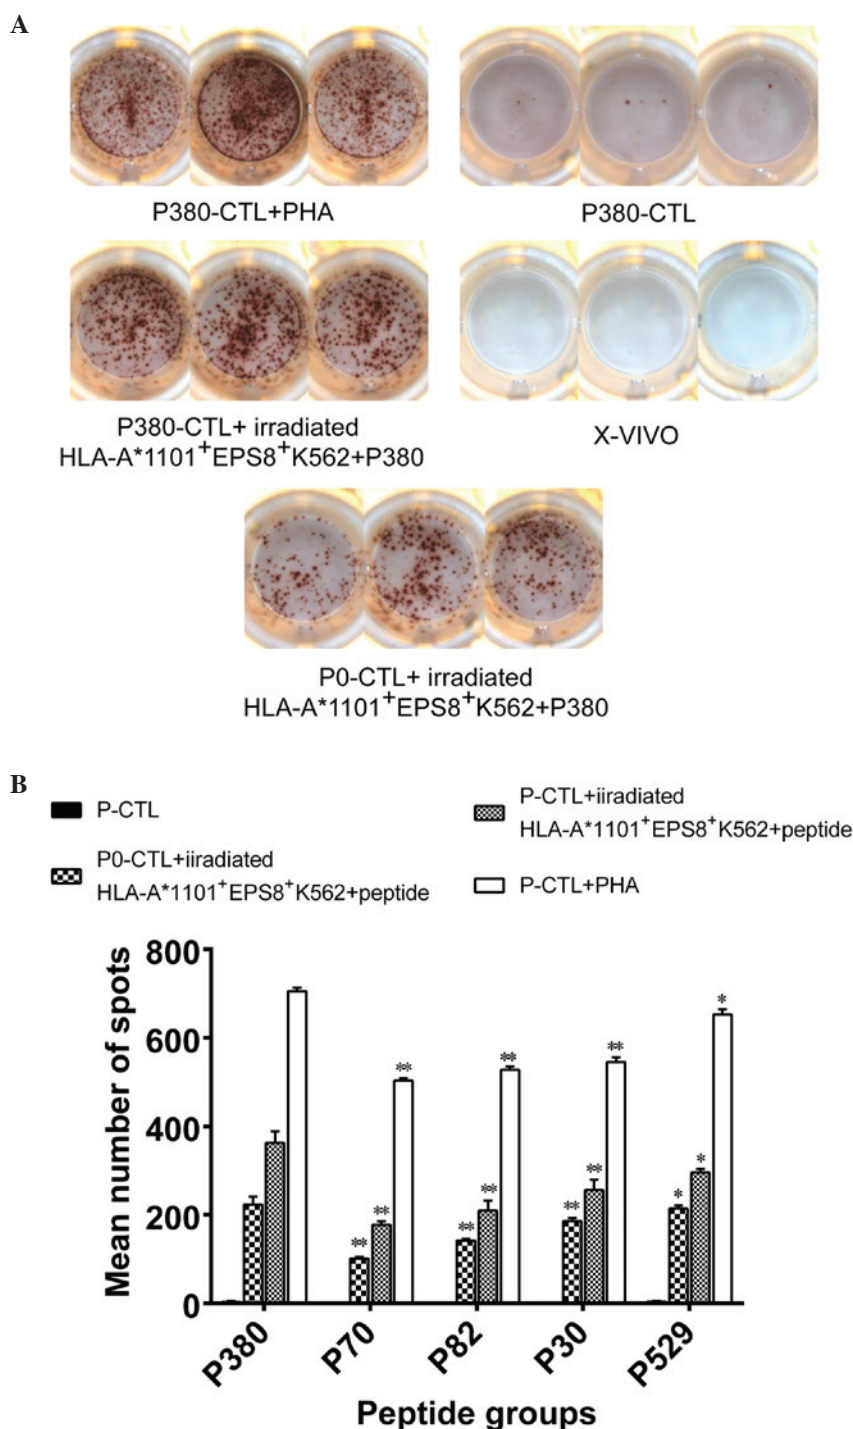 A
P380-CTL+PHA
P380-CTL
P380-CTL+ irradiated
HLA-A*1101⁺EPS8⁺K562+P380
X-VIVO
P0-CTL+ irradiated
HLA-A*1101⁺EPS8⁺K562+P380
B
P-CTL
P0-CTL+iiradiated
HLA-A*1101⁺EPS8⁺K562+peptide
P-CTL+iiradiated
HLA-A*1101⁺EPS8⁺K562+peptide
P-CTL+PHA
Mean number of spots
800
600
400
200
0
** ** **
** ** **
** ** **
* * *
P380 P70 P82 P30 P529
Peptide groups